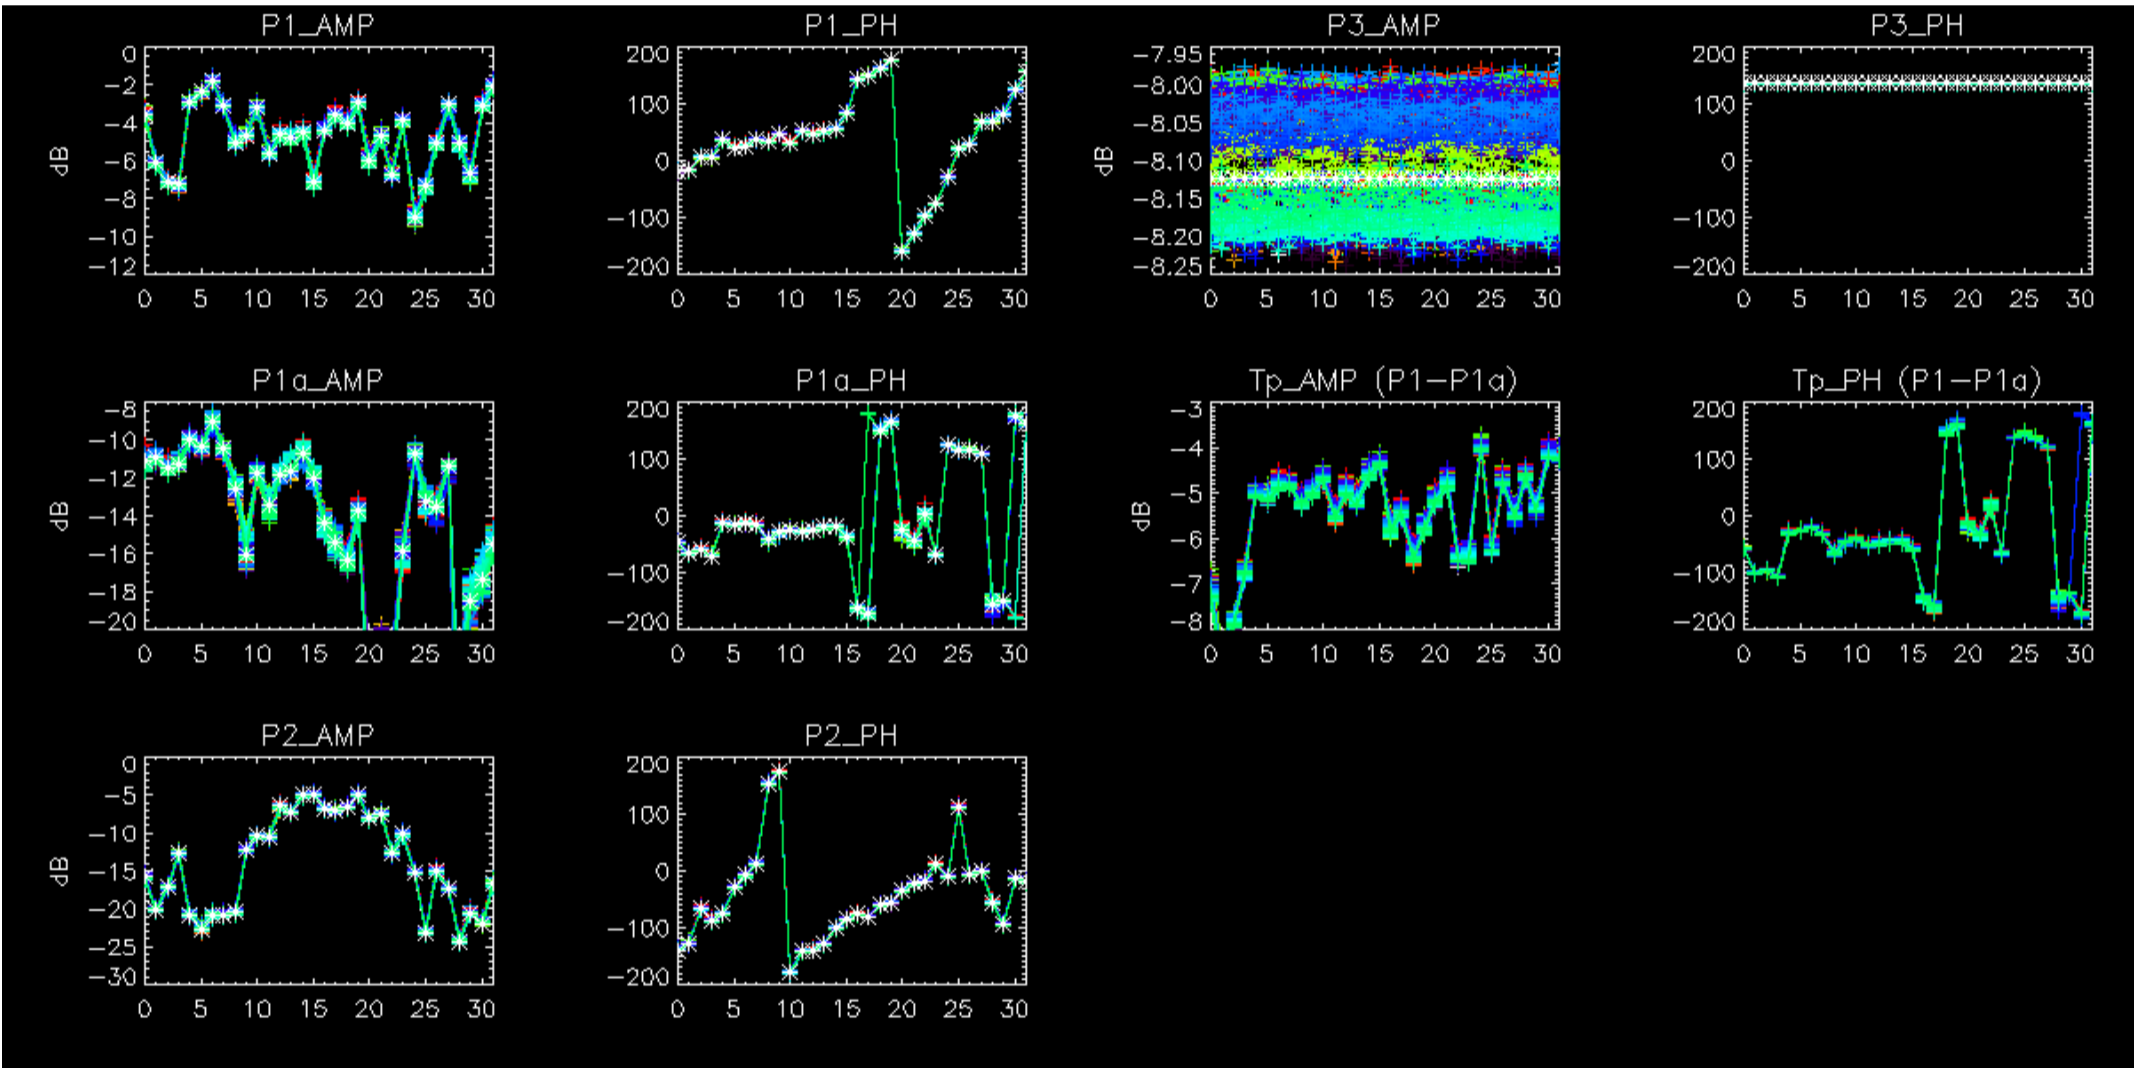 P1_AMP
P1_PH
P3_AMP
P3_PH
0
-2
-4
-6
-8
-10
-12
dB
0 5 10 15 20 25 30
200
100
0
-100
-200
0 5 10 15 20 25 30
-7.95
-8.00
-8.05
-8.10
-8.15
-8.20
-8.25
dB
0 5 10 15 20 25 30
200
100
0
-100
-200
0 5 10 15 20 25 30
P1a_AMP
P1a_PH
Tp_AMP (P1-P1a)
Tp_PH (P1-P1a)
-8
-10
-12
-14
-16
-18
-20
dB
0 5 10 15 20 25 30
200
100
0
-100
-200
0 5 10 15 20 25 30
-3
-4
-5
-6
-7
-8
dB
0 5 10 15 20 25 30
200
100
0
-100
-200
0 5 10 15 20 25 30
P2_AMP
P2_PH
0
-5
-10
-15
-20
-25
-30
dB
0 5 10 15 20 25 30
200
100
0
-100
-200
0 5 10 15 20 25 30